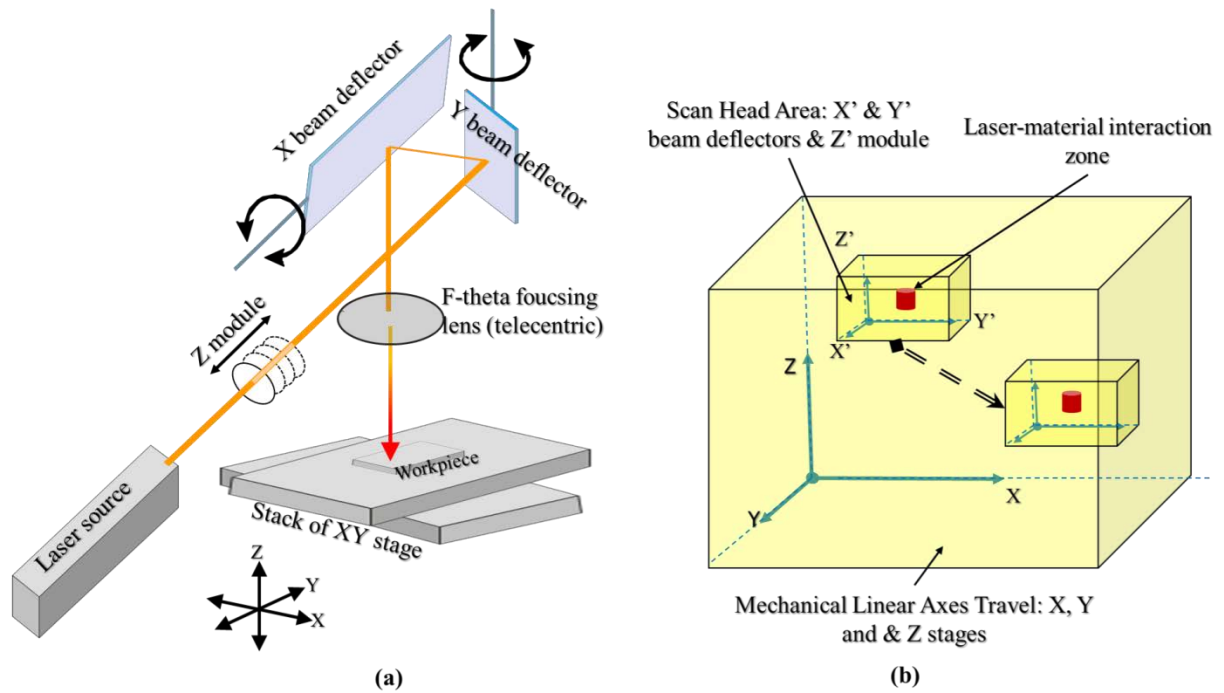 X beam deflector
Y beam deflector
F-theta foucsing
lens (telecentric)
Z module
Workpiece
Stack of XY stage
Laser source
Z
Y
X
(a)
Scan Head Area: X’ & Y’
beam deflectors & Z’ module
Laser-material interaction
zone
Z’
Y’
X’
Z
X
Y
Mechanical Linear Axes Travel: X, Y
and & Z stages
(b)